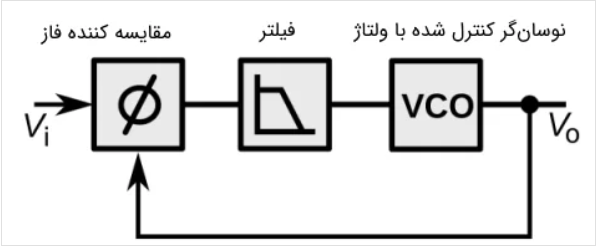 نوسان‌گر کنترل شده با ولتاژ
فیلتر
مقایسه کننده فاز
Vi
ϕ
VCO
Vo